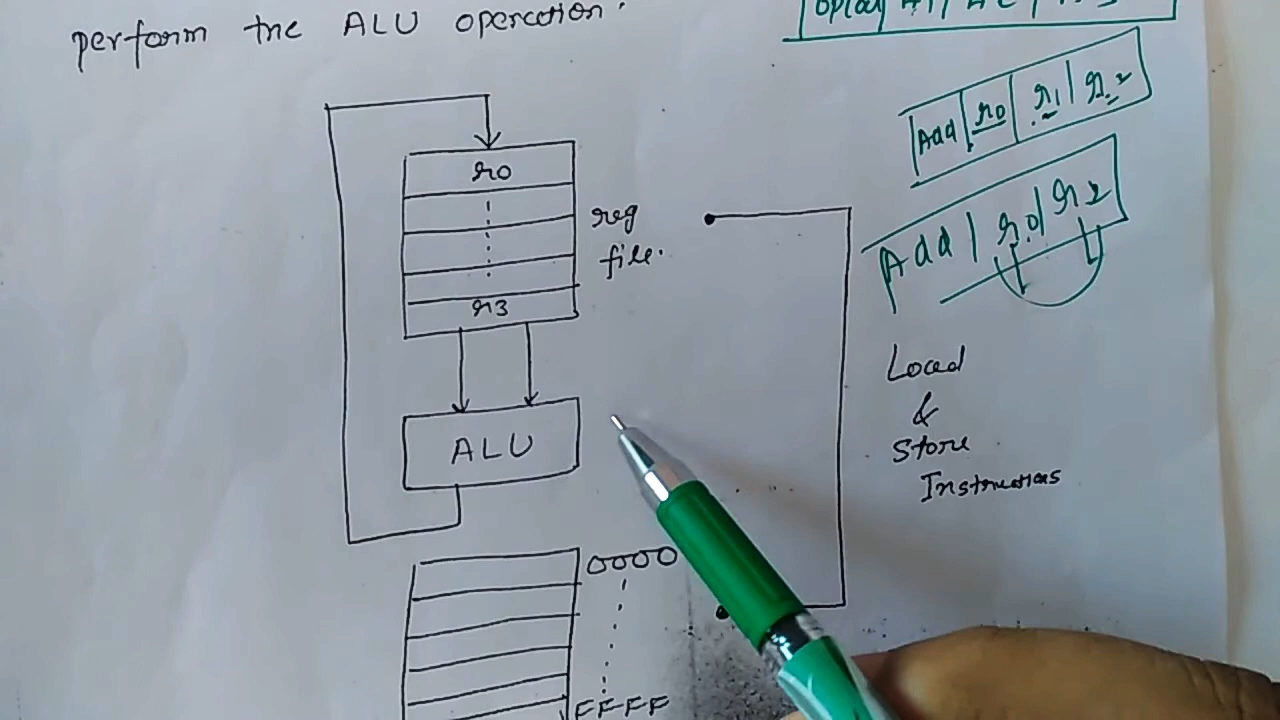 perform the ALU operation.
Add | r0 | r1 | r2
Add | r0 | r2
r0
reg
file.
r3
Load
&
Store
Instructions
ALU
0000
FFFF